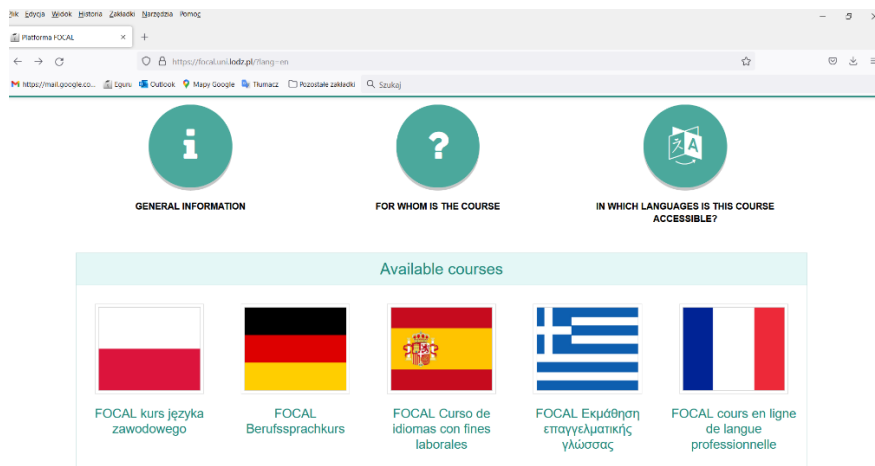 Plik Edycja Widok Historia Zakładki Narzędzia Pomoc
Platforma FOCAL
https://focal.uni.lodz.pl/?lang=en
https://mail.google.co... Eguru Outlook Mapy Google Tłumacz Pozostałe zakładki Szukaj
GENERAL INFORMATION
FOR WHOM IS THE COURSE
IN WHICH LANGUAGES IS THIS COURSE
ACCESSIBLE?
Available courses
FOCAL kurs języka
zawodowego
FOCAL
Berufssprachkurs
FOCAL Curso de
idiomas con fines
laborales
FOCAL Εκμάθηση
επαγγελματικής
γλώσσας
FOCAL cours en ligne
de langue
professionnelle